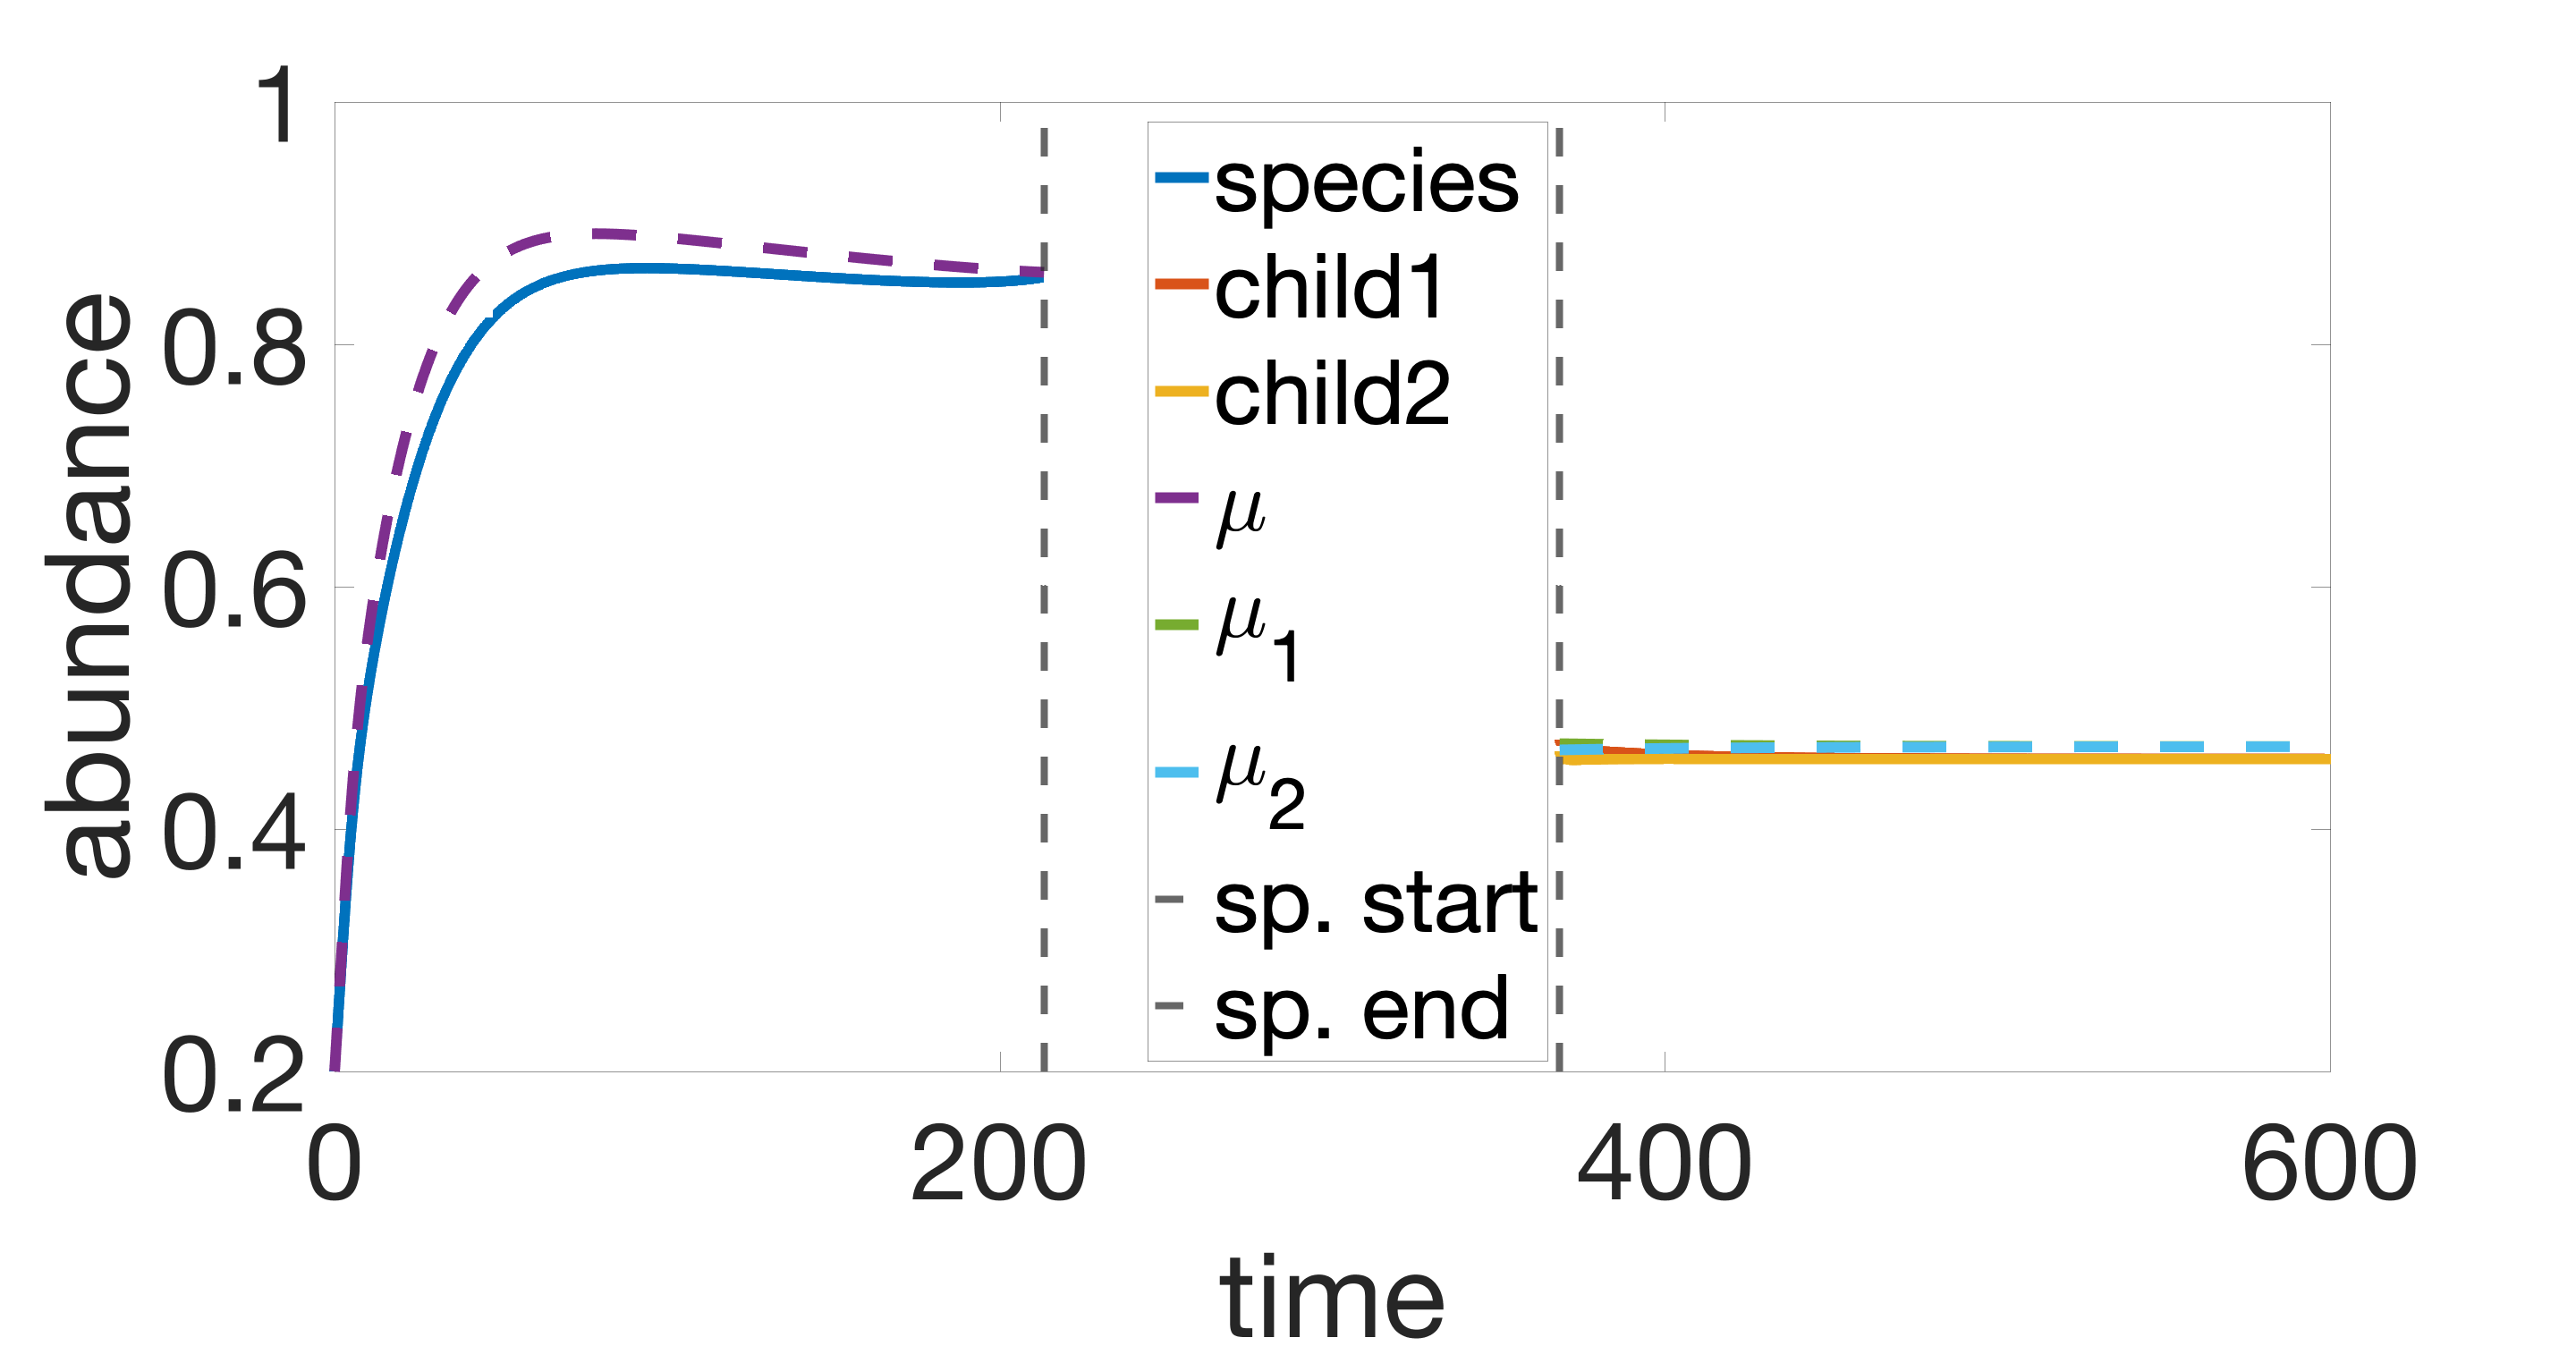 1
0.8
0.6
0.4
0.2
abundance
species
child1
child2
μ
μ1
μ2
sp. start
sp. end
0 200 400 600
time